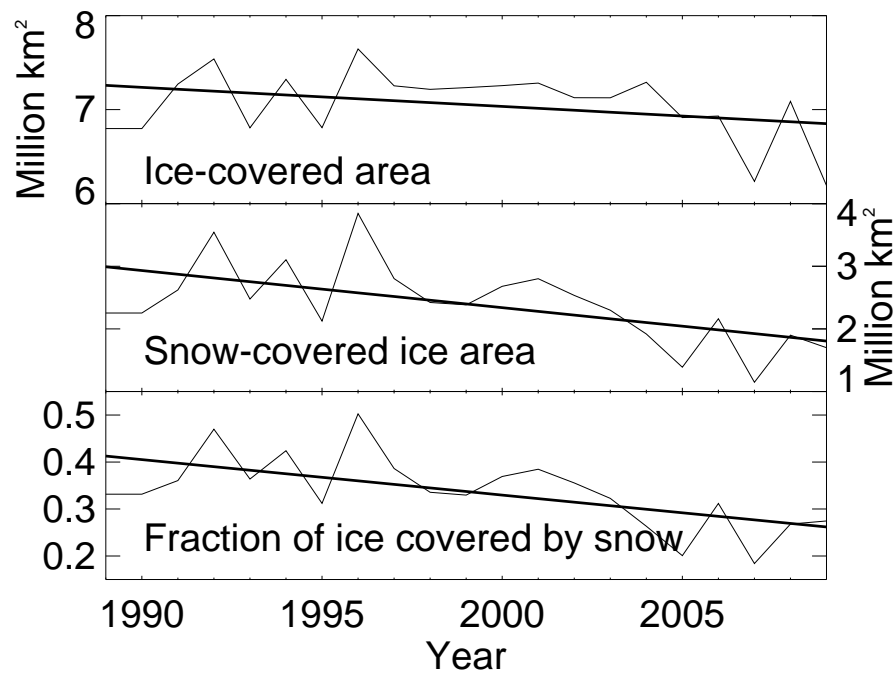 8
7
6
Million km²
Ice-covered area
4
3
2
1
Million km²
Snow-covered ice area
0.5
0.4
0.3
0.2
Fraction of ice covered by snow
1990 1995 2000 2005
Year